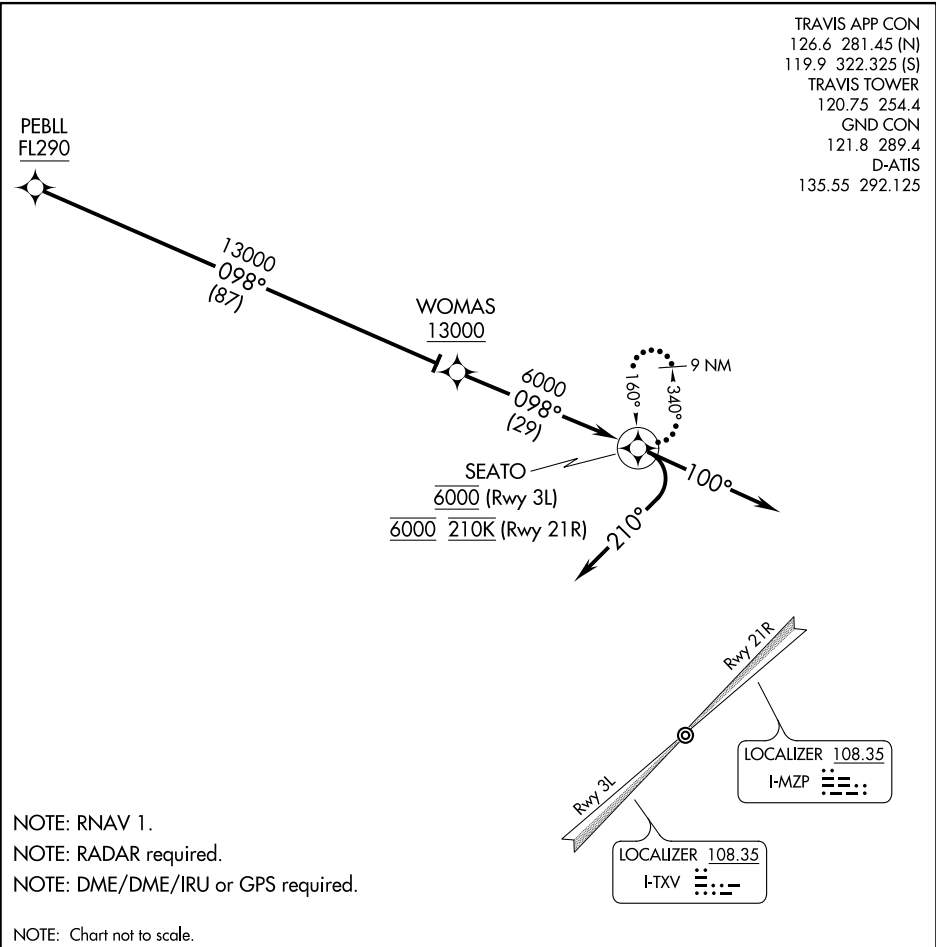 TRAVIS APP CON
126.6 281.45 (N)
119.9 322.325 (S)
TRAVIS TOWER
120.75 254.4
GND CON
121.8 289.4
D-ATIS
135.55 292.125
PEBLL
FL290
13000
098°
(87)
WOMAS
13000
6000
098°
(29)
9 NM
160°
340°
SEATO
6000 (Rwy 3L)
6000 210K (Rwy 21R)
100°
210°
Rwy 21R
LOCALIZER 108.35
I-MZP
Rwy 3L
LOCALIZER 108.35
I-TXV
NOTE: RNAV 1.
NOTE: RADAR required.
NOTE: DME/DME/IRU or GPS required.
NOTE: Chart not to scale.